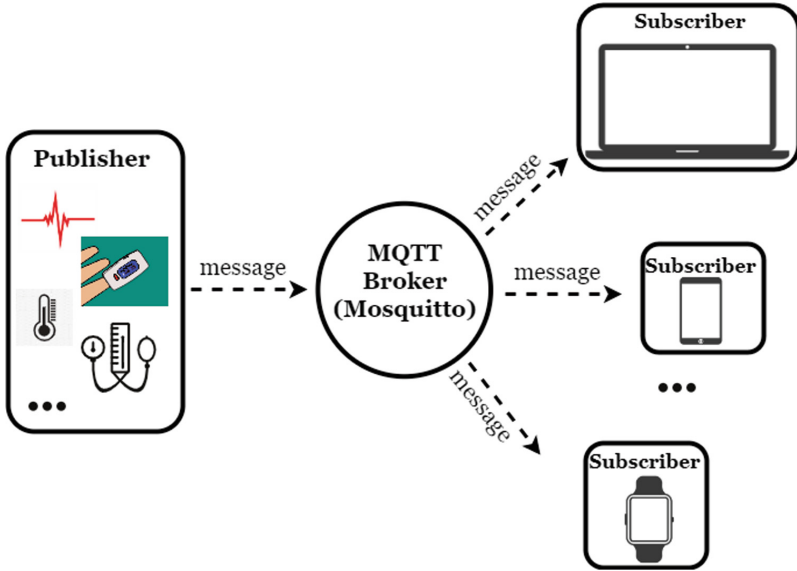 Publisher
message
MQTT
Broker
(Mosquitto)
message
Subscriber
message
Subscriber
message
Subscriber